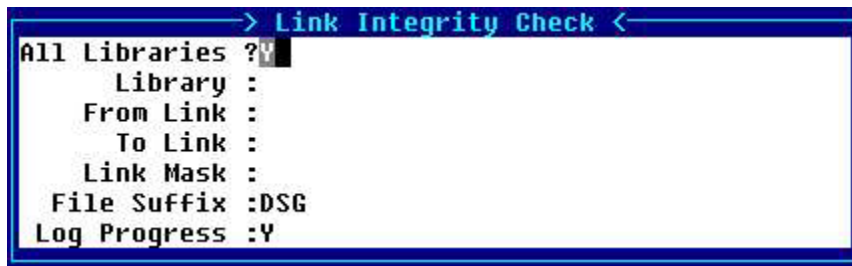 > Link Integrity Check <
All Libraries ?Y
Library :
From Link :
To Link :
Link Mask :
File Suffix :DSG
Log Progress :Y